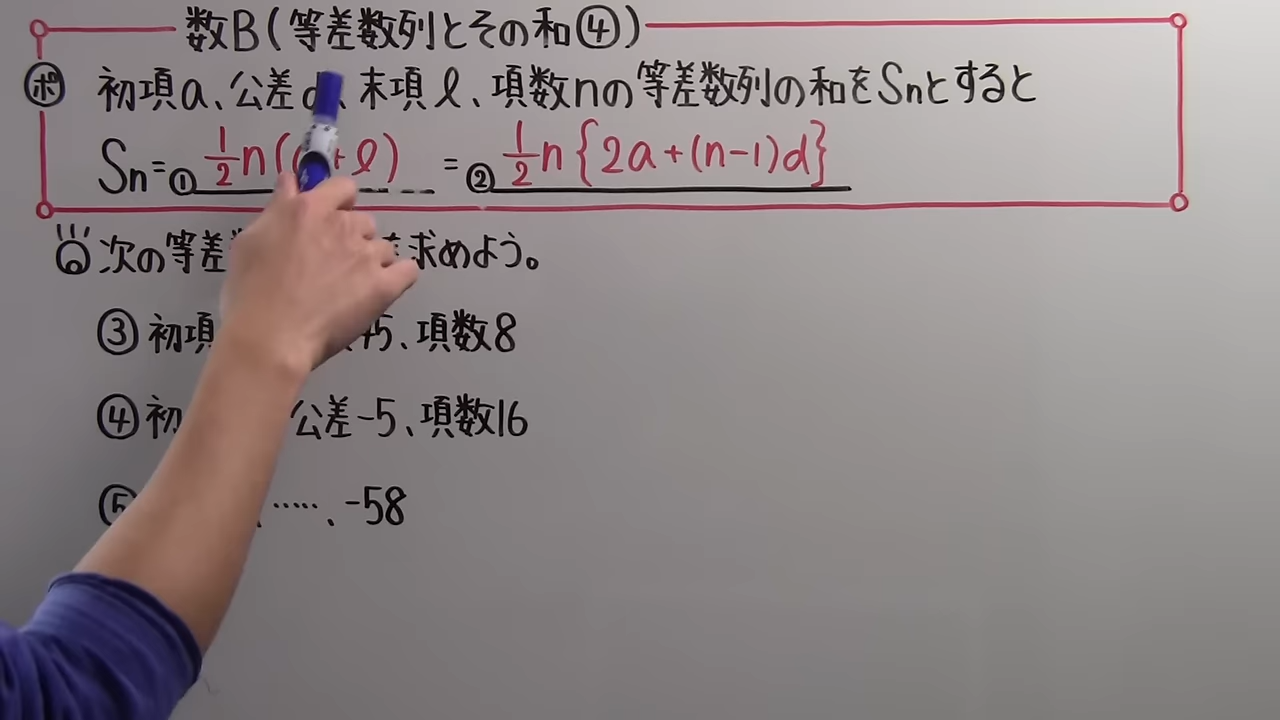 数B(等差数列とその和④)
ポ 初項a、公差d、末項ℓ、項数nの等差数列の和をSnとすると
Sn=① 1/2n( +ℓ) =② 1/2n{2a+(n-1)d}
次の等差 求めよう。
③初項 45、項数8
④初 公差-5、項数16
⑤ ……、-58